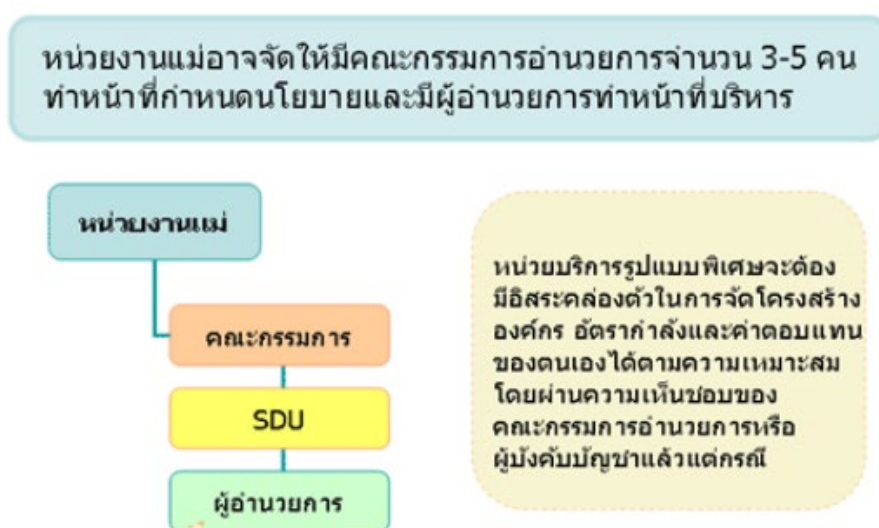 หน่วยงานแม่อาจจัดให้มีคณะกรรมการอำนวยการจำนวน 3-5 คน
ทำหน้าที่กำหนดนโยบายและมีผู้อำนวยการทำหน้าที่บริหาร
หน่วยงานแม่
คณะกรรมการ
SDU
ผู้อำนวยการ
หน่วยบริการรูปแบบพิเศษจะต้อง
มีอิสระคล่องตัวในการจัดโครงสร้าง
องค์กร อัตรากำลังและค่าตอบแทน
ของตนเองได้ตามความเหมาะสม
โดยผ่านความเห็นชอบของ
คณะกรรมการอำนวยการหรือ
ผู้บังคับบัญชาแล้วแต่กรณี